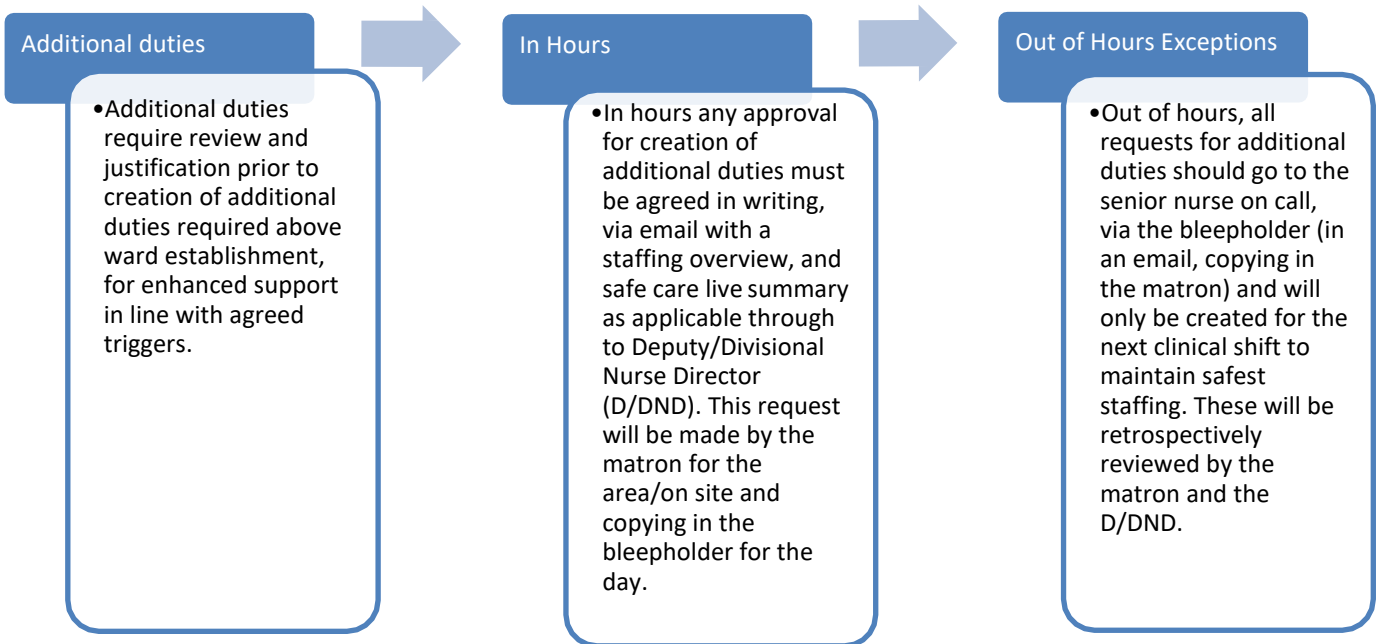 Additional duties
•Additional duties
require review and
justification prior to
creation of additional
duties required above
ward establishment,
for enhanced support
in line with agreed
triggers.
In Hours
•In hours any approval
for creation of
additional duties must
be agreed in writing,
via email with a
staffing overview, and
safe care live summary
as applicable through
to Deputy/Divisional
Nurse Director
(D/DND). This request
will be made by the
matron for the
area/on site and
copying in the
bleepholder for the
day.
Out of Hours Exceptions
•Out of hours, all
requests for additional
duties should go to the
senior nurse on call,
via the bleepholder (in
an email, copying in
the matron) and will
only be created for the
next clinical shift to
maintain safest
staffing. These will be
retrospectively
reviewed by the
matron and the
D/DND.